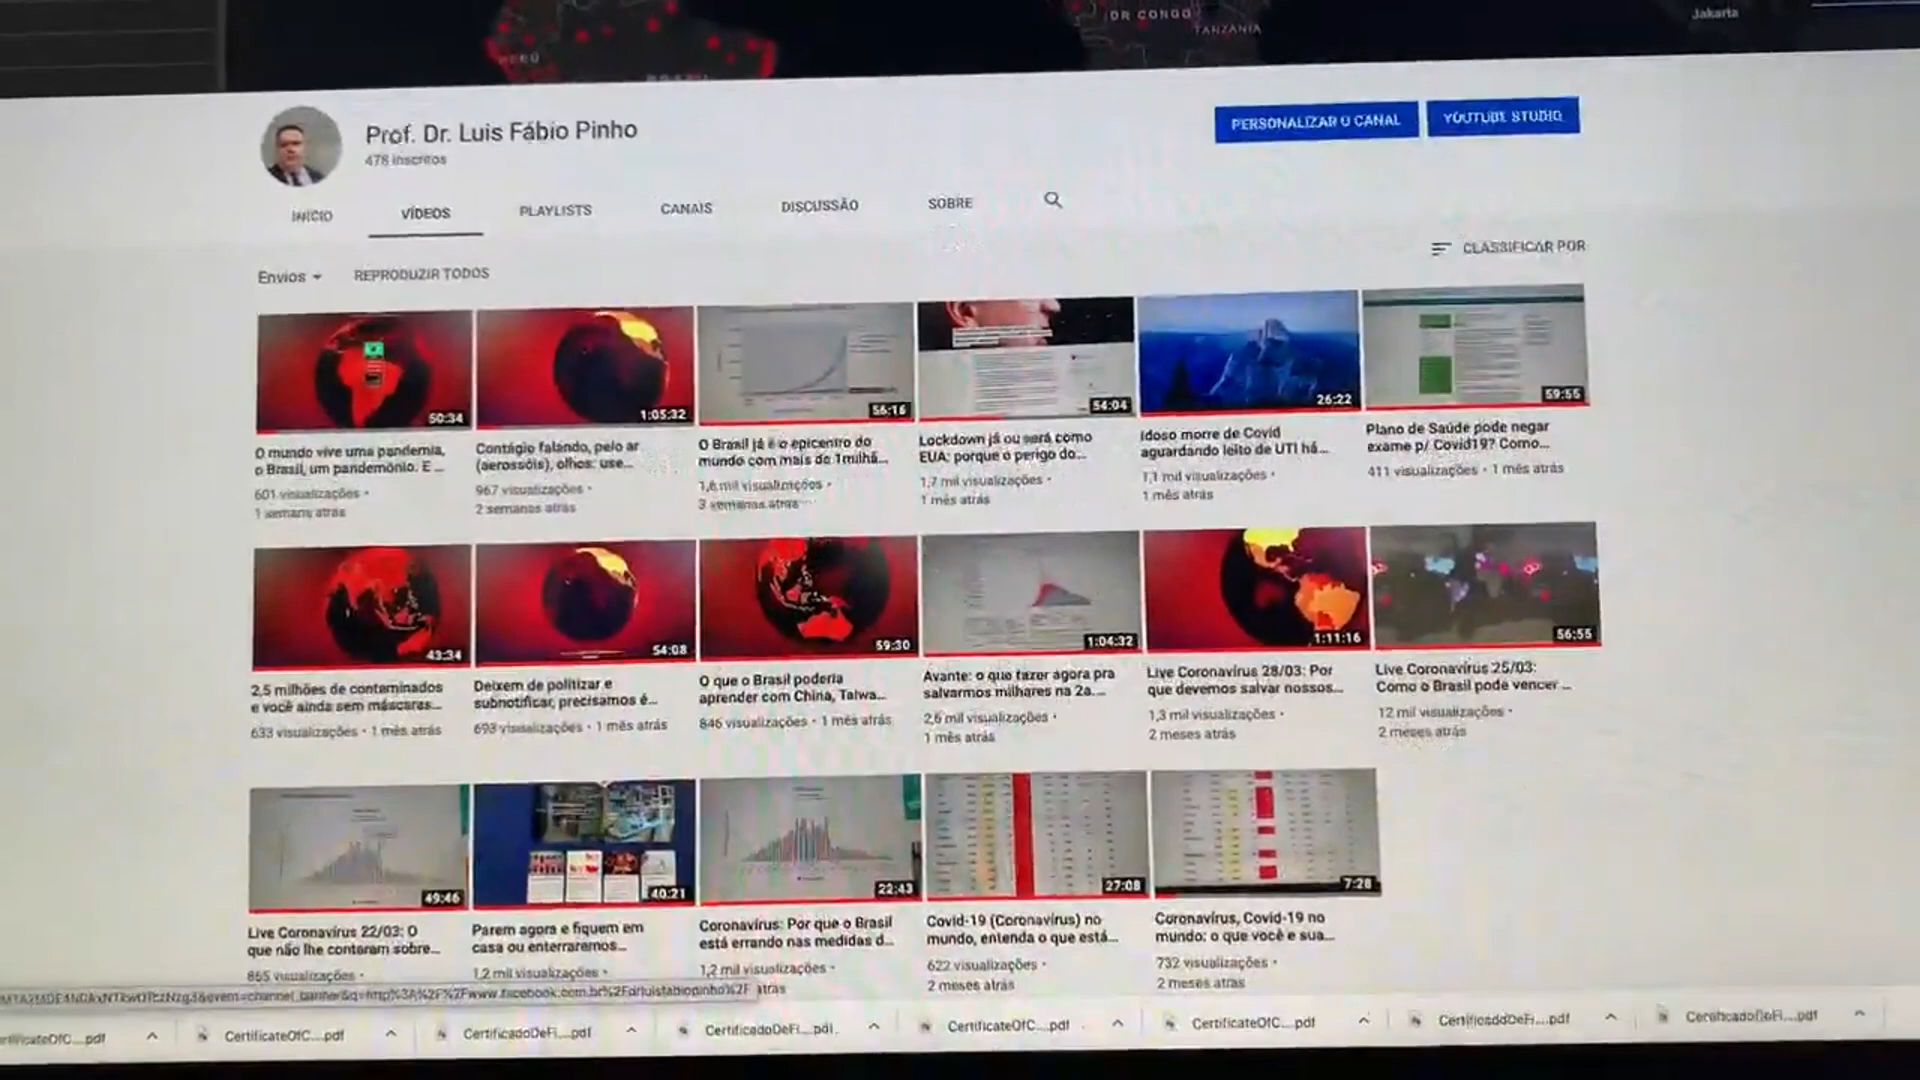 PERÚ
DR CONGO
TANZANIA
Jakarta
Prof. Dr. Luis Fábio Pinho
478 inscritos
PERSONALIZAR O CANAL
YOUTUBE STUDIO
INÍCIO
VÍDEOS
PLAYLISTS
CANAIS
DISCUSSÃO
SOBRE
Envios
REPRODUZIR TODOS
CLASSIFICAR POR
50:34
1:05:32
56:16
54:04
26:22
59:55
O mundo vive uma pandemia,
o Brasil, um pandemônio. E ...
601 visualizações •
1 semana atrás
Contágio falando, pelo ar
(aerossóis), olhos: use...
967 visualizações •
2 semanas atrás
O Brasil já é o epicentro do
mundo com mais de 1milhã...
1,6 mil visualizações •
3 semanas atrás
Lockdown já ou será como
EUA: porque o perigo do...
1,7 mil visualizações •
1 mês atrás
Idoso morre de Covid
aguardando leito de UTI há...
1,1 mil visualizações •
1 mês atrás
Plano de Saúde pode negar
exame p/ Covid19? Como...
411 visualizações • 1 mês atrás
43:34
54:08
59:30
1:04:32
1:11:16
56:55
2,5 milhões de contaminados
e você ainda sem máscaras...
633 visualizações • 1 mês atrás
Deixem de politizar e
subnotificar, precisamos é...
693 visualizações • 1 mês atrás
O que o Brasil poderia
aprender com China, Taiwa...
846 visualizações • 1 mês atrás
Avante: o que fazer agora pra
salvarmos milhares na 2a....
2,6 mil visualizações •
1 mês atrás
Live Coronavírus 28/03: Por
que devemos salvar nossos...
1,3 mil visualizações •
2 meses atrás
Live Coronavírus 25/03:
Como o Brasil pode vencer ...
12 mil visualizações •
2 meses atrás
49:46
40:21
22:43
27:08
7:28
Live Coronavírus 22/03: O
que não lhe contaram sobre...
865 visualizações •
Parem agora e fiquem em
casa ou enterraremos...
1,2 mil visualizações •
Coronavírus: Por que o Brasil
está errando nas medidas d...
1,2 mil visualizações •
atrás
Covid-19 (Coronavírus) no
mundo, entenda o que está...
622 visualizações •
2 meses atrás
Coronavírus, Covid-19 no
mundo: o que você e sua...
732 visualizações •
2 meses atrás
event=channel_banner&q=http%3A%2F%2Fwww.facebook.com.br%2Fdrluisfabiopinho%2F
CertificateOfC....pdf
CertificadoDeFi....pdf
CertificadoDeFi....pdf
CertificateOfC....pdf
CertificateOfC....pdf
CertificadoDeFi....pdf
CertificadoDeFi....pdf